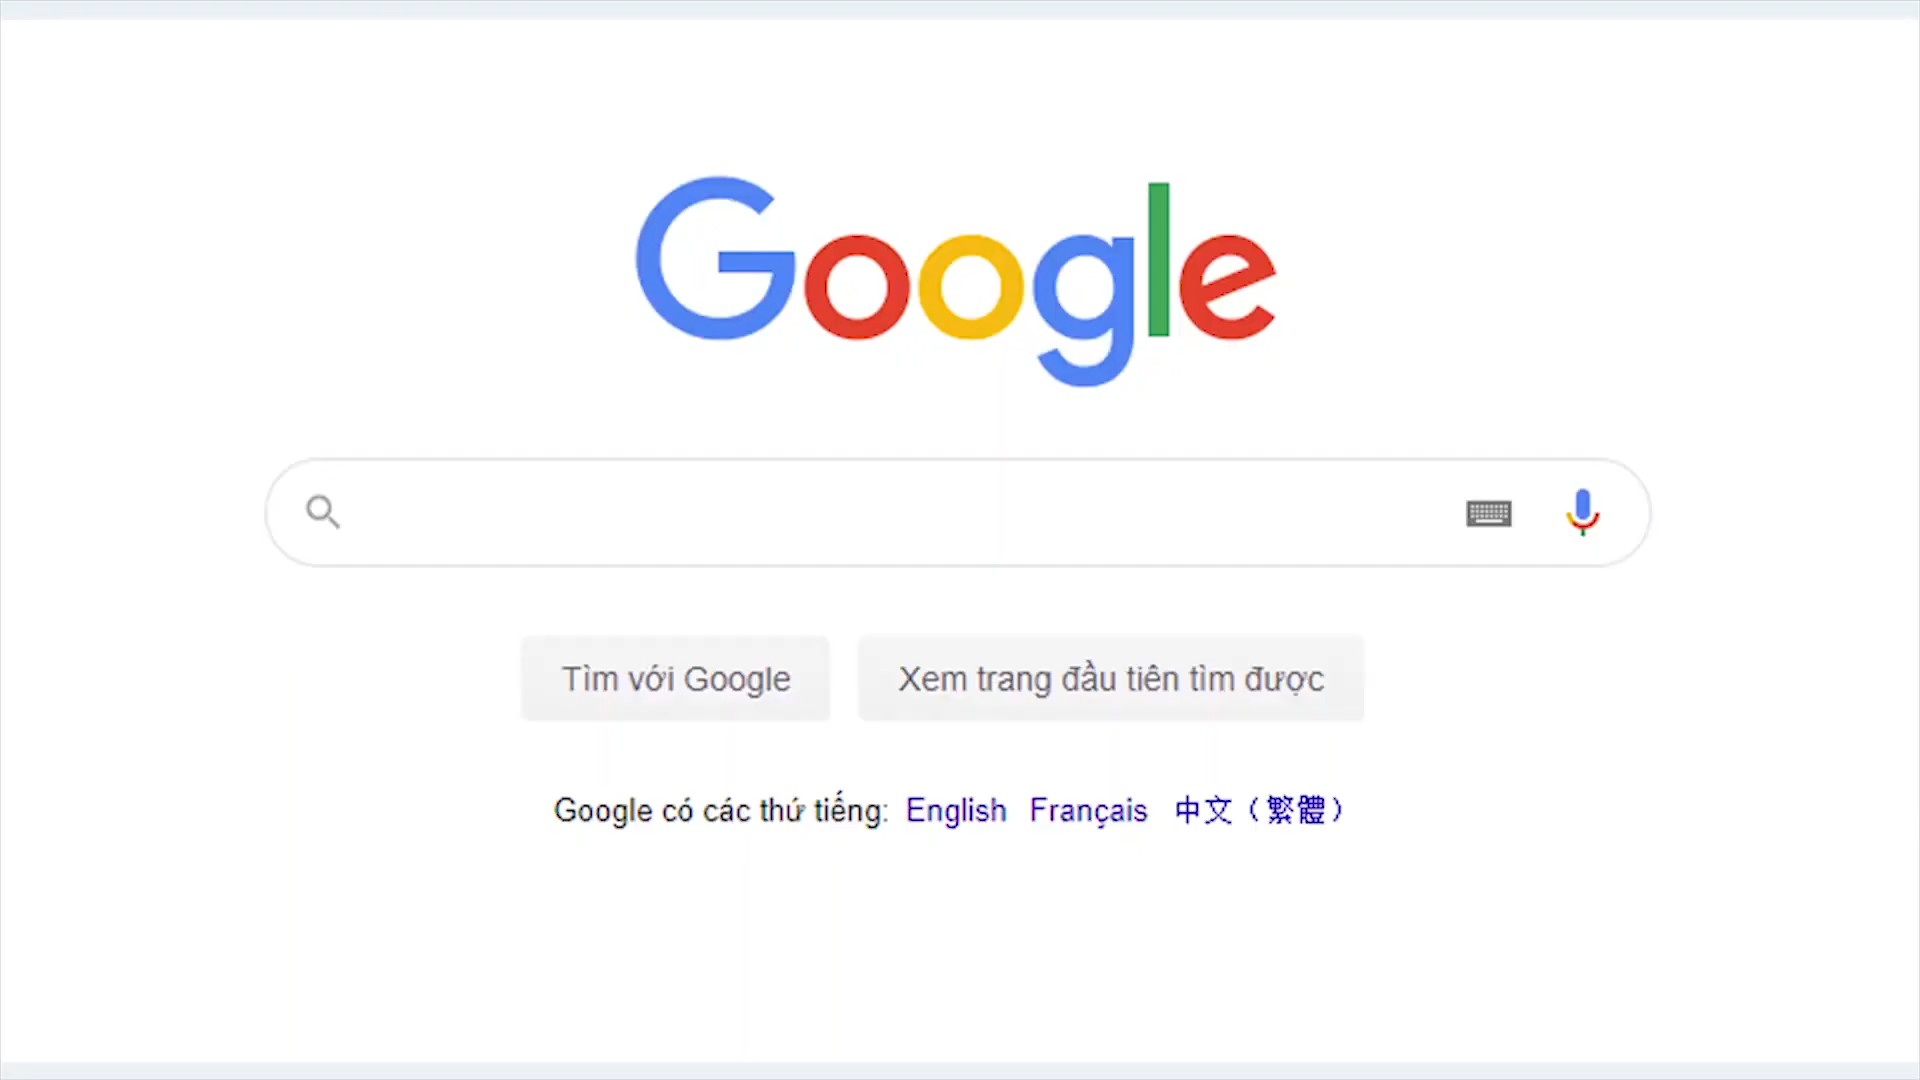 Google
Tìm với Google
Xem trang đầu tiên tìm được
Google có các thứ tiếng: English Français 中文（繁體）